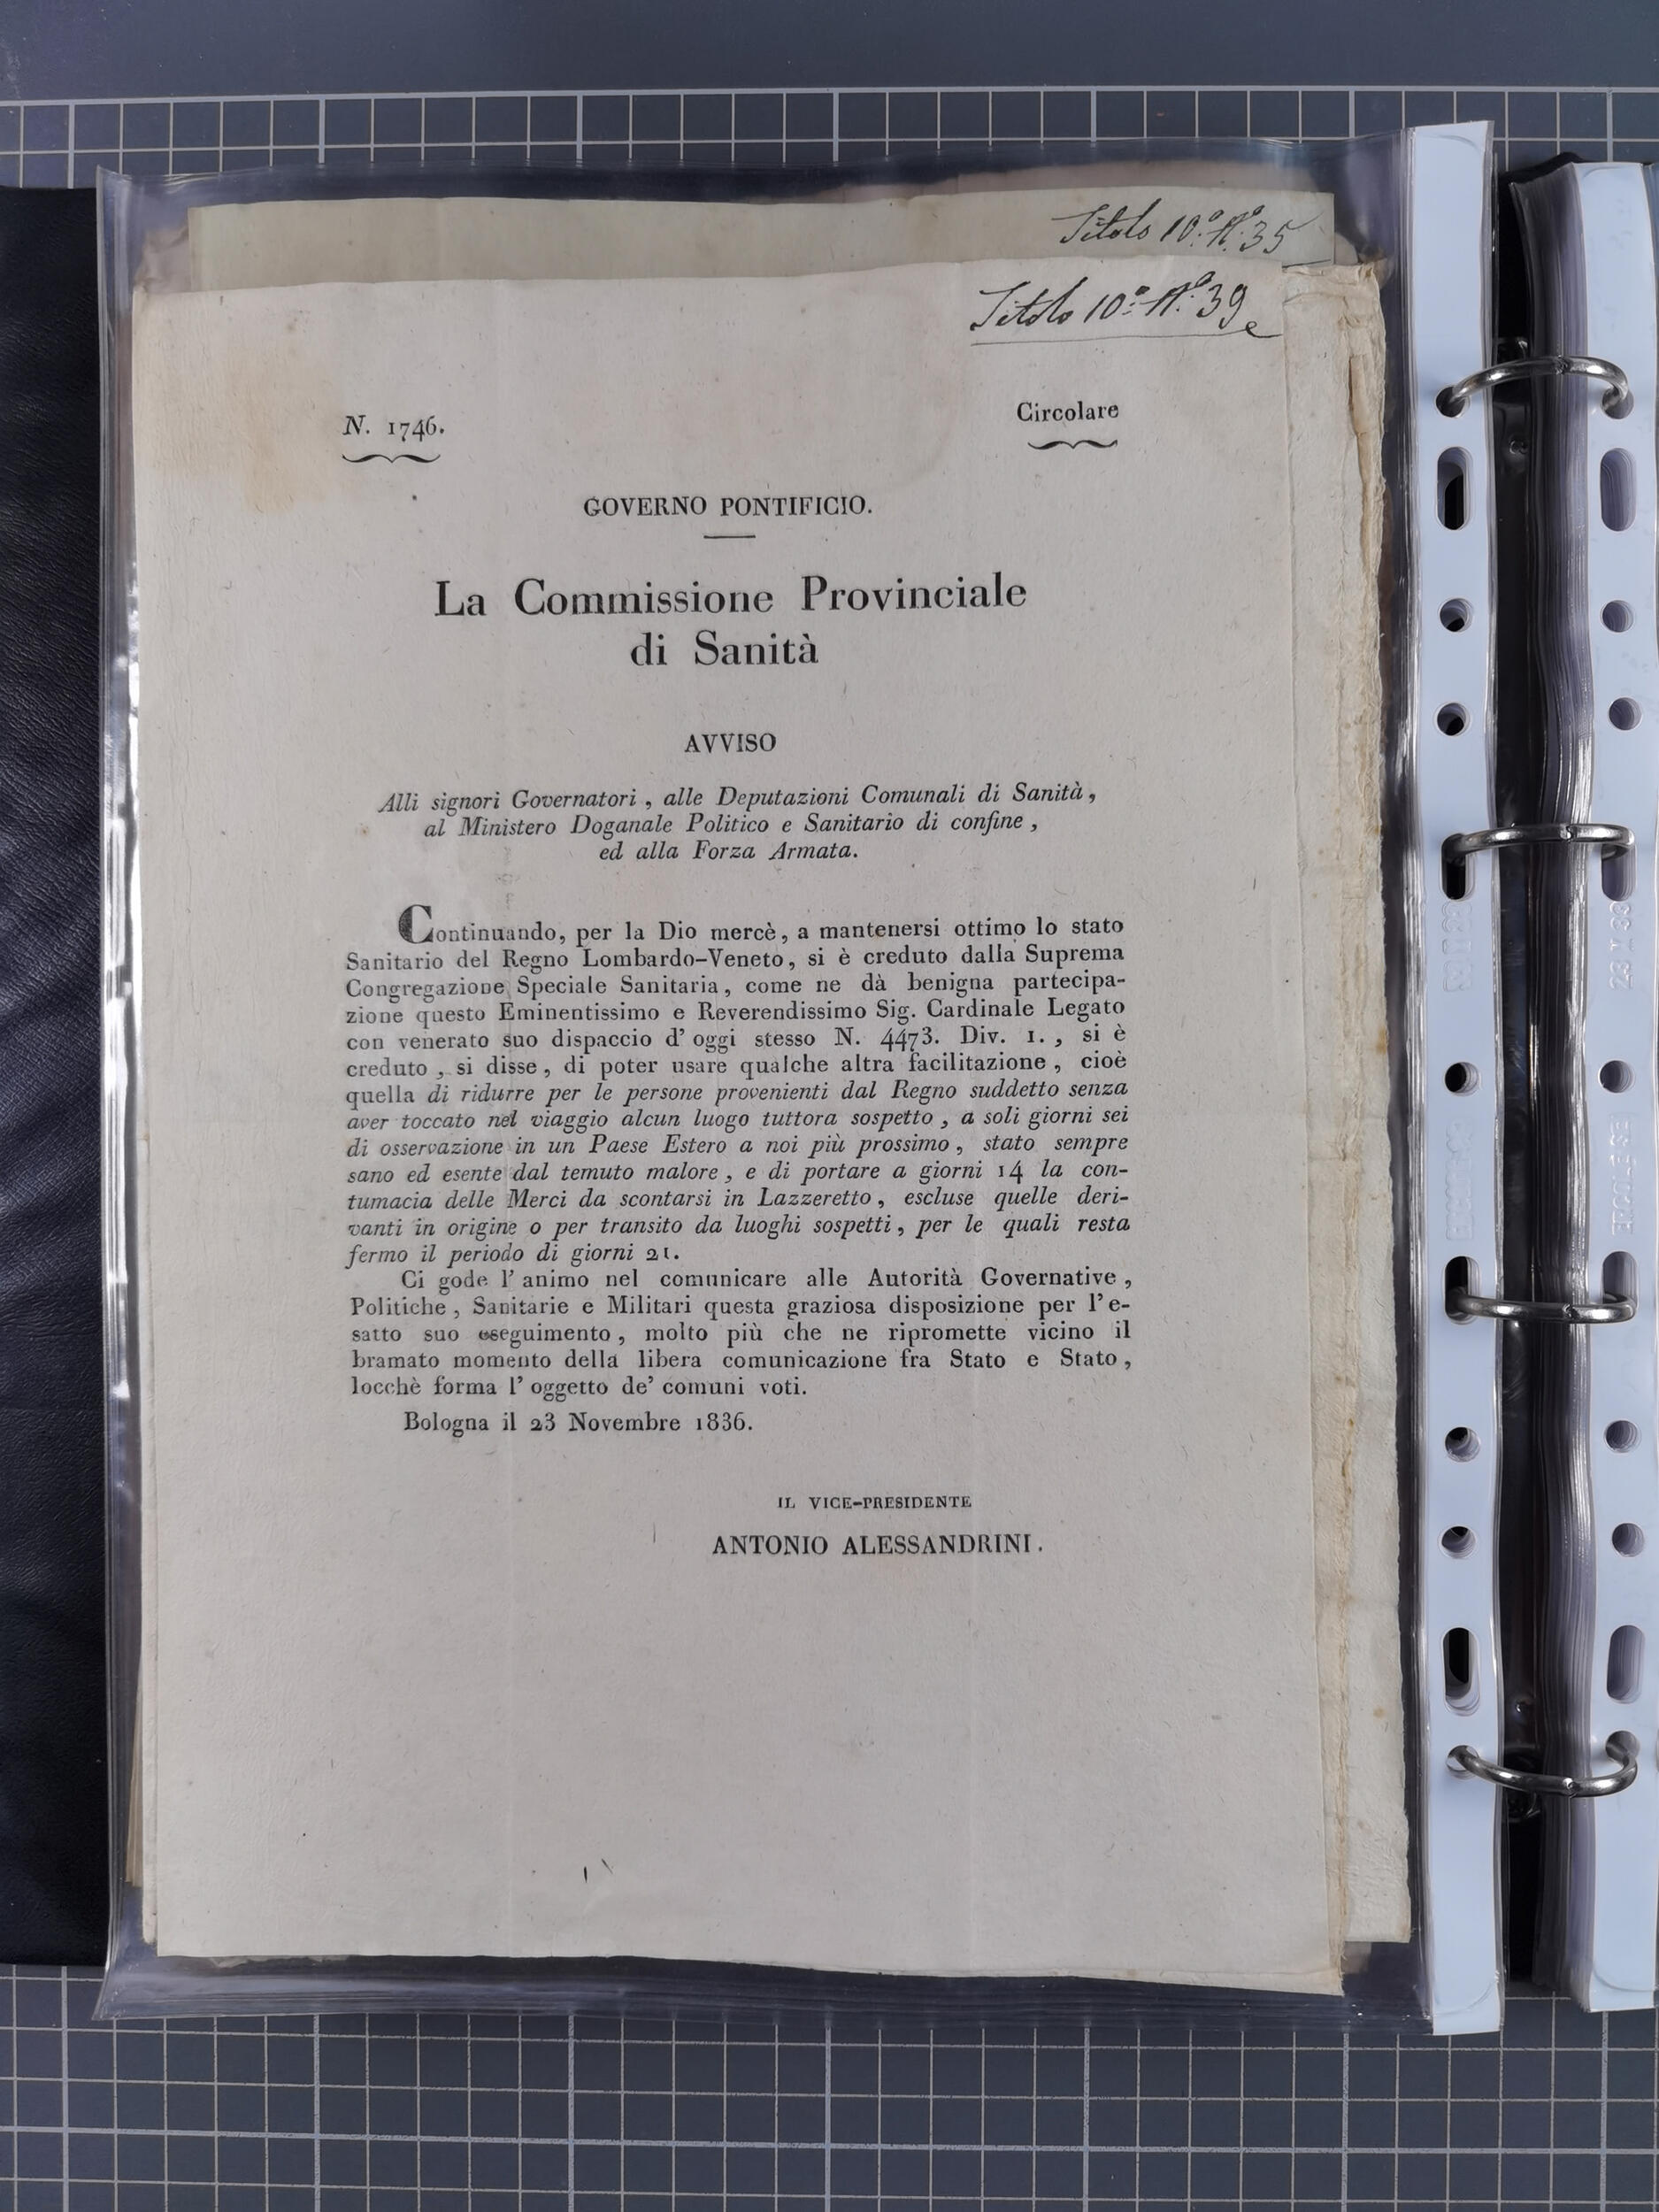 Titolo 10.° N.° 35
Titolo 10.° N.° 39
N. 1746.
Circolare
GOVERNO PONTIFICIO.
La Commissione Provinciale
di Sanità
AVVISO
Alli signori Governatori, alle Deputazioni Comunali di Sanità,
al Ministero Doganale Politico e Sanitario di confine,
ed alla Forza Armata.
Continuando, per la Dio mercè, a mantenersi ottimo lo stato
Sanitario del Regno Lombardo-Veneto, si è creduto dalla Suprema
Congregazione Speciale Sanitaria, come ne dà benigna partecipa-
zione questo Eminentissimo e Reverendissimo Sig. Cardinale Legato
con venerato suo dispaccio d' oggi stesso N. 4473. Div. 1., si è
creduto, si disse, di poter usare qualche altra facilitazione, cioè
quella di ridurre per le persone provenienti dal Regno suddetto senza
aver toccato nel viaggio alcun luogo tuttora sospetto, a soli giorni sei
di osservazione in un Paese Estero a noi più prossimo, stato sempre
sano ed esente dal temuto malore, e di portare a giorni 14 la con-
tumacia delle Merci da scontarsi in Lazzeretto, escluse quelle deri-
vanti in origine o per transito da luoghi sospetti, per le quali resta
fermo il periodo di giorni 21.
Ci gode l' animo nel comunicare alle Autorità Governative,
Politiche, Sanitarie e Militari questa graziosa disposizione per l' e-
satto suo eseguimento, molto più che ne ripromette vicino il
bramato momento della libera comunicazione fra Stato e Stato,
locchè forma l' oggetto de' comuni voti.
Bologna il 23 Novembre 1836.
IL VICE-PRESIDENTE
ANTONIO ALESSANDRINI.